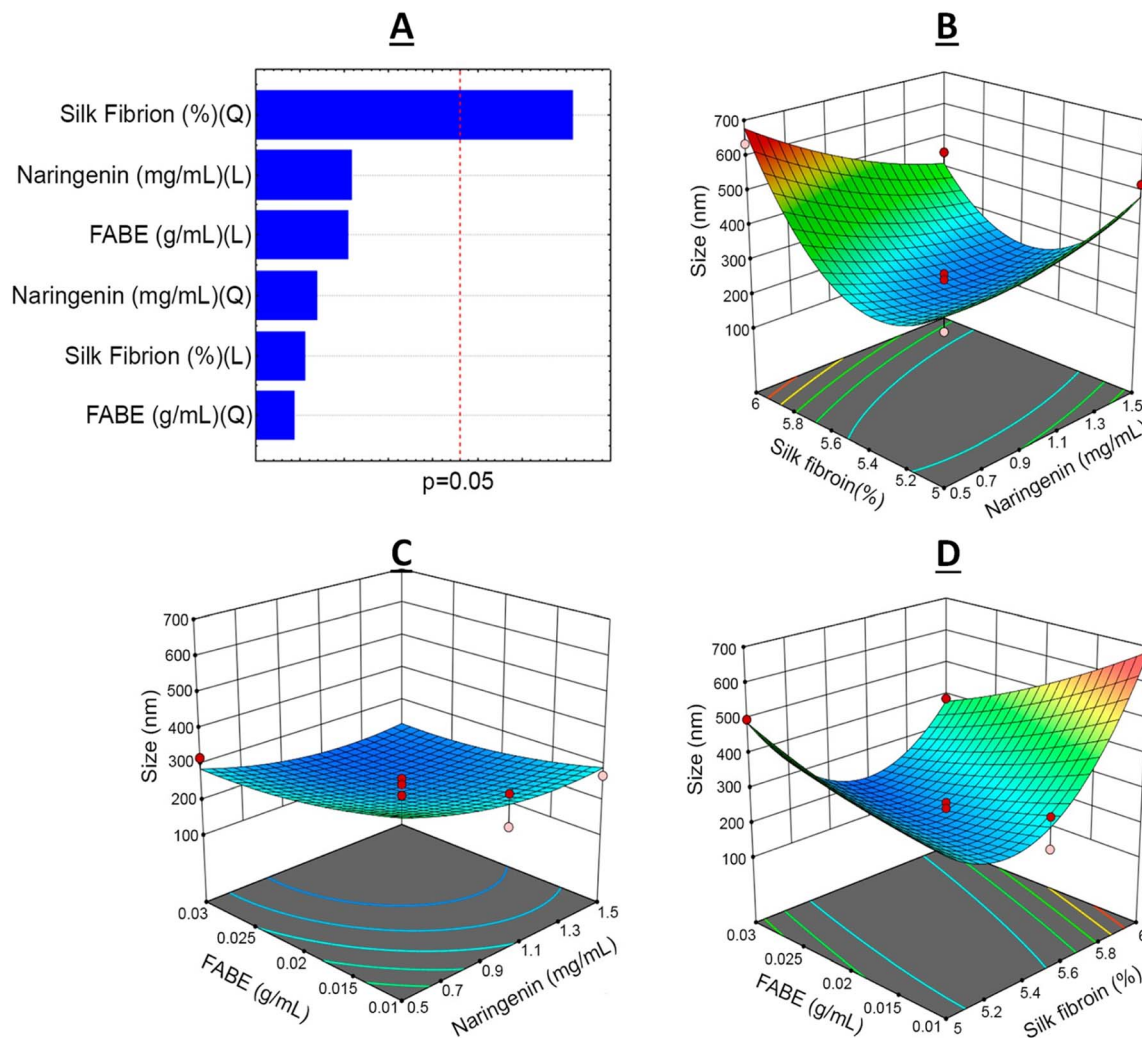 A
Silk Fibrion (%)(Q)
Naringenin (mg/mL)(L)
FABE (g/mL)(L)
Naringenin (mg/mL)(Q)
Silk Fibrion (%)(L)
FABE (g/mL)(Q)
p=0.05
B
700
600
500
400
300
200
100
Size (nm)
6
5.8
5.6
5.4
5.2
5
Silk fibroin(%)
0.5
0.7
0.9
1.1
1.3
1.5
Naringenin (mg/mL)
C
700
600
500
400
300
200
100
Size (nm)
0.03
0.025
0.02
0.015
0.01
FABE (g/mL)
0.5
0.7
0.9
1.1
1.3
1.5
Naringenin (mg/mL)
D
700
600
500
400
300
200
100
Size (nm)
0.03
0.025
0.02
0.015
0.01
FABE (g/mL)
5
5.2
5.4
5.6
5.8
6
Silk fibroin (%)